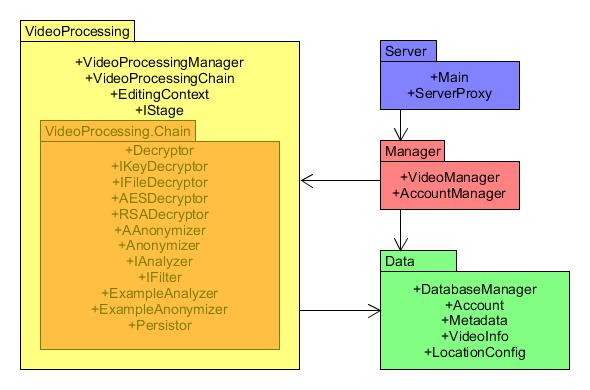 VideoProcessing
+VideoProcessingManager
+VideoProcessingChain
+EditingContext
+IStage
VideoProcessing.Chain
+Decryptor
+IKeyDecryptor
+IFileDecryptor
+AESDecryptor
+RSADecryptor
+AAnonymizer
+Anonymizer
+IAnalyzer
+IFilter
+ExampleAnalyzer
+ExampleAnonymizer
+Persistor
Server
+Main
+ServerProxy
Manager
+VideoManager
+AccountManager
Data
+DatabaseManager
+Account
+Metadata
+VideoInfo
+LocationConfig